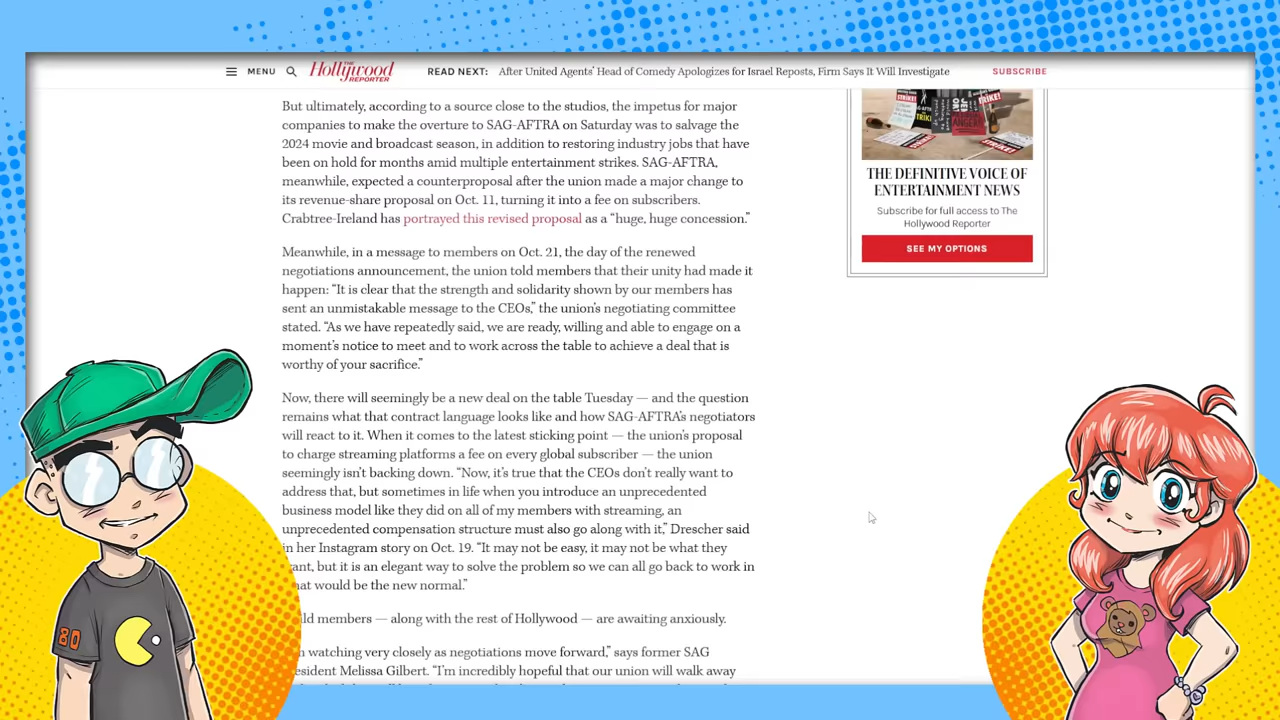 MENU
THE
Hollywood
REPORTER
READ NEXT: After United Agents' Head of Comedy Apologizes for Israel Reposts, Firm Says It Will Investigate
SUBSCRIBE
But ultimately, according to a source close to the studios, the impetus for major
companies to make the overture to SAG-AFTRA on Saturday was to salvage the
2024 movie and broadcast season, in addition to restoring industry jobs that have
been on hold for months amid multiple entertainment strikes. SAG-AFTRA,
meanwhile, expected a counterproposal after the union made a major change to
its revenue-share proposal on Oct. 11, turning it into a fee on subscribers.
Crabtree-Ireland has portrayed this revised proposal as a “huge, huge concession.”
Meanwhile, in a message to members on Oct. 21, the day of the renewed
negotiations announcement, the union told members that their unity had made it
happen: “It is clear that the strength and solidarity shown by our members has
sent an unmistakable message to the CEOs,” the union's negotiating committee
stated. “As we have repeatedly said, we are ready, willing and able to engage on a
moment's notice to meet and to work across the table to achieve a deal that is
worthy of your sacrifice.”
Now, there will seemingly be a new deal on the table Tuesday — and the question
remains what that contract language looks like and how SAG-AFTRA's negotiators
will react to it. When it comes to the latest sticking point — the union's proposal
to charge streaming platforms a fee on every global subscriber — the union
seemingly isn't backing down. “Now, it's true that the CEOs don't really want to
address that, but sometimes in life when you introduce an unprecedented
business model like they did on all of my members with streaming, an
unprecedented compensation structure must also go along with it,” Drescher said
in her Instagram story on Oct. 19. “It may not be easy, it may not be what they
want, but it is an elegant way to solve the problem so we can all go back to work in
what would be the new normal.”
members — along with the rest of Hollywood — are awaiting anxiously.
watching very closely as negotiations move forward,” says former SAG
President Melissa Gilbert. “I'm incredibly hopeful that our union will walk away
THE DEFINITIVE VOICE OF
ENTERTAINMENT NEWS
Subscribe for full access to The
Hollywood Reporter
SEE MY OPTIONS
80